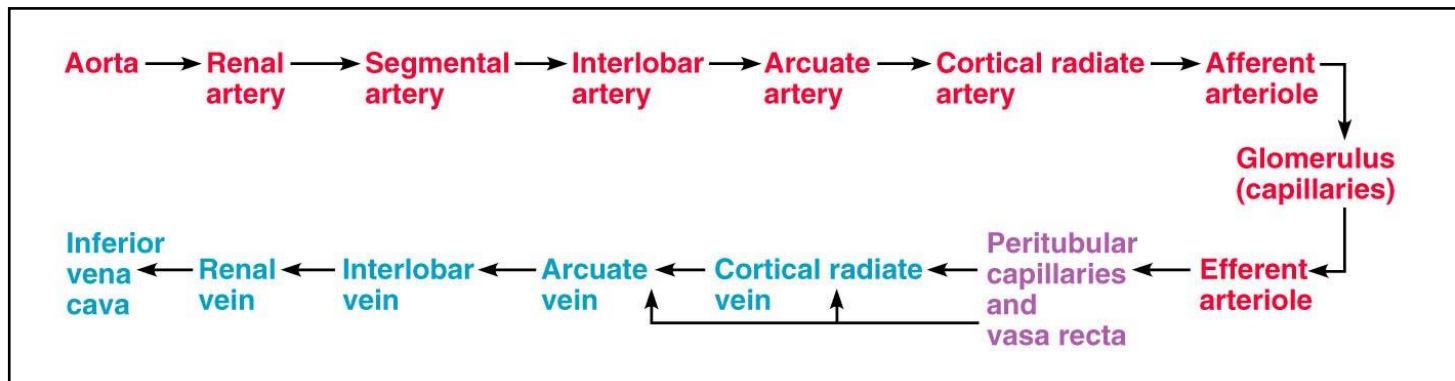 Aorta
Renal
artery
Segmental
artery
Interlobar
artery
Arcuate
artery
Cortical radiate
artery
Afferent
arteriole
Glomerulus
(capillaries)
Inferior
vena
cava
Renal
vein
Interlobar
vein
Arcuate
vein
Cortical radiate
vein
Peritubular
capillaries
and
vasa recta
Efferent
arteriole